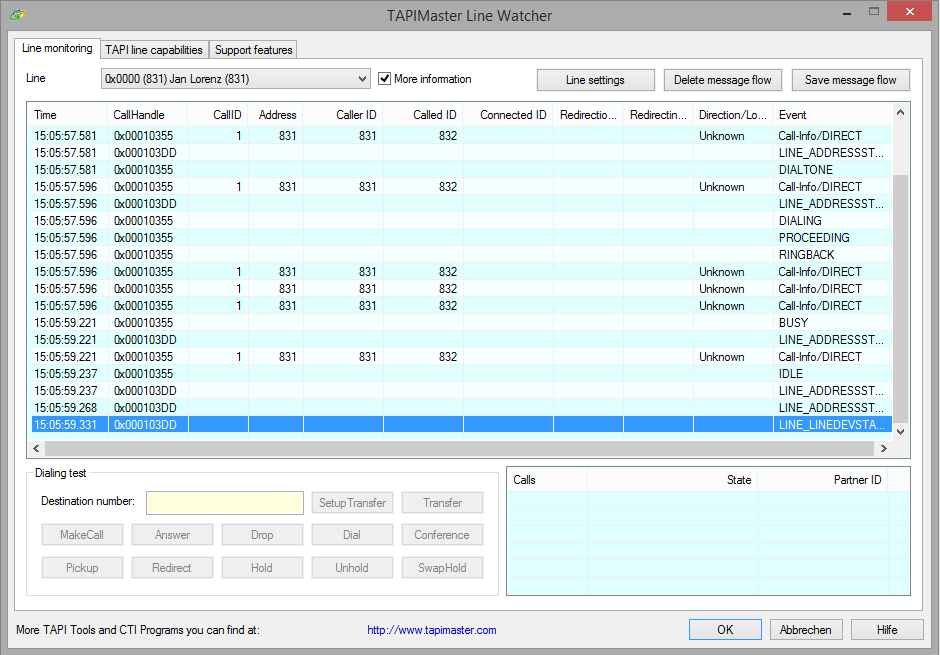 TAPIMaster Line Watcher
Line monitoring TAPI line capabilities Support features
Line 0x0000 (831) Jan Lorenz (831) More information Line settings Delete message flow Save message flow
Time CallHandle CallID Address Caller ID Called ID Connected ID Redirectio... Redirectin... Direction/Lo... Event
15:05:57.581 0x00010355 1 831 831 832 Unknown Call-Info/DIRECT
15:05:57.581 0x000103DD LINE_ADDRESSST...
15:05:57.581 0x00010355 DIALTONE
15:05:57.596 0x00010355 1 831 831 832 Unknown Call-Info/DIRECT
15:05:57.596 0x000103DD LINE_ADDRESSST...
15:05:57.596 0x00010355 DIALING
15:05:57.596 0x00010355 PROCEEDING
15:05:57.596 0x00010355 RINGBACK
15:05:57.596 0x00010355 1 831 831 832 Unknown Call-Info/DIRECT
15:05:57.596 0x00010355 1 831 831 832 Unknown Call-Info/DIRECT
15:05:57.596 0x00010355 1 831 831 832 Unknown Call-Info/DIRECT
15:05:59.221 0x00010355 BUSY
15:05:59.221 0x000103DD LINE_ADDRESSST...
15:05:59.221 0x00010355 1 831 831 832 Unknown Call-Info/DIRECT
15:05:59.237 0x00010355 IDLE
15:05:59.237 0x000103DD LINE_ADDRESSST...
15:05:59.268 0x000103DD LINE_ADDRESSST...
15:05:59.331 0x000103DD LINE_LINEDEVSTA...
Dialing test
Destination number: SetupTransfer Transfer
MakeCall Answer Drop Dial Conference
Pickup Redirect Hold Unhold SwapHold
Calls State Partner ID
More TAPI Tools and CTI Programs you can find at: http://www.tapimaster.com OK Abbrechen Hilfe